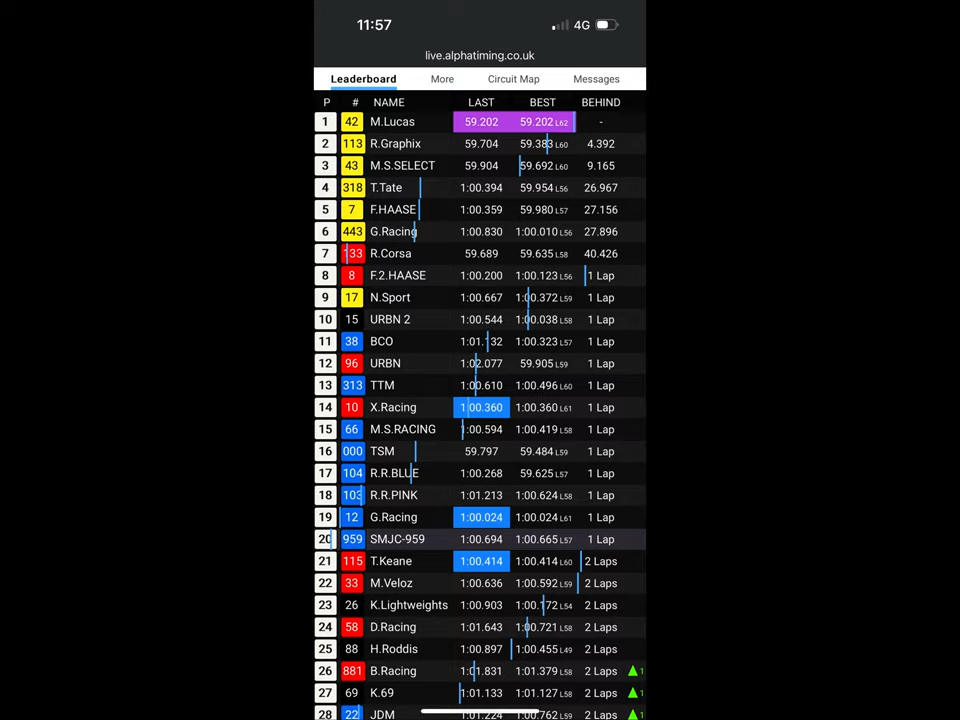 11:57 4G
live.alphatiming.co.uk
Leaderboard More Circuit Map Messages
P # NAME LAST BEST BEHIND
1 42 M.Lucas 59.202 59.202 L62 -
2 113 R.Graphix 59.704 59.383 L60 4.392
3 43 M.S.SELECT 59.904 59.692 L60 9.165
4 318 T.Tate 1:00.394 59.954 L56 26.967
5 7 F.HAASE 1:00.359 59.980 L57 27.156
6 443 G.Racing 1:00.830 1:00.010 L56 27.896
7 133 R.Corsa 59.689 59.635 L58 40.426
8 8 F.2.HAASE 1:00.200 1:00.123 L56 1 Lap
9 17 N.Sport 1:00.667 1:00.372 L59 1 Lap
10 15 URBN 2 1:00.544 1:00.038 L58 1 Lap
11 38 BCO 1:00.323 L57 1 Lap
12 96 URBN 1:02.077 59.905 L59 1 Lap
13 313 TTM 1:00.610 1:00.496 L60 1 Lap
14 10 X.Racing 1:00.360 1:00.360 L61 1 Lap
15 66 M.S.RACING 1:00.594 1:00.419 L58 1 Lap
16 000 TSM 59.797 59.484 L59 1 Lap
17 104 R.R.BLUE 1:00.268 59.625 L57 1 Lap
18 103 R.R.PINK 1:01.213 1:00.624 L58 1 Lap
19 12 G.Racing 1:00.024 1:00.024 L61 1 Lap
20 959 SMJC-959 1:00.694 1:00.665 L57 1 Lap
21 115 T.Keane 1:00.414 1:00.414 L60 2 Laps
22 33 M.Veloz 1:00.636 1:00.592 L59 2 Laps
23 26 K.Lightweights 1:00.903 1:00.172 L54 2 Laps
24 58 D.Racing 1:01.643 1:00.721 L58 2 Laps
25 88 H.Roddis 1:00.897 1:00.455 L49 2 Laps
26 881 B.Racing 1:01.831 1:01.379 L58 2 Laps 1
27 69 K.69 1:01.133 1:01.127 L58 2 Laps 1
28 22 JDM 1:01.224 1:00.762 L59 2 Laps 1